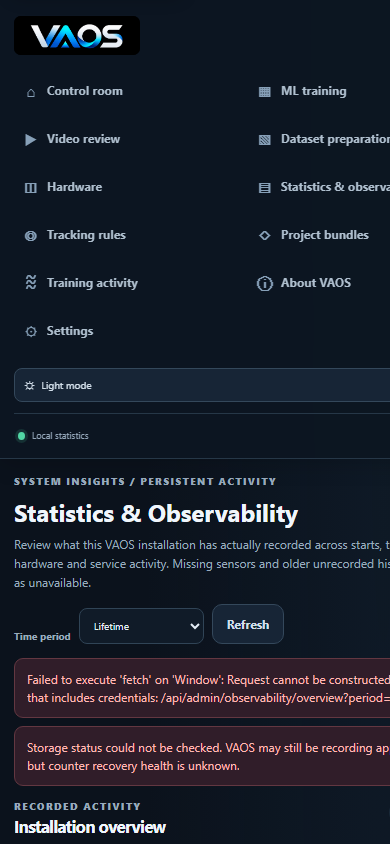 VAOS
Control room
ML training
Video review
Dataset preparation
Hardware
Statistics & observa
Tracking rules
Project bundles
Training activity
About VAOS
Settings
Light mode
Local statistics
SYSTEM INSIGHTS / PERSISTENT ACTIVITY
Statistics & Observability
Review what this VAOS installation has actually recorded across starts, t
hardware and service activity. Missing sensors and older unrecorded his
as unavailable.
Time period
Lifetime
Refresh
Failed to execute 'fetch' on 'Window': Request cannot be constructed
that includes credentials: /api/admin/observability/overview?period=
Storage status could not be checked. VAOS may still be recording ap
but counter recovery health is unknown.
RECORDED ACTIVITY
Installation overview